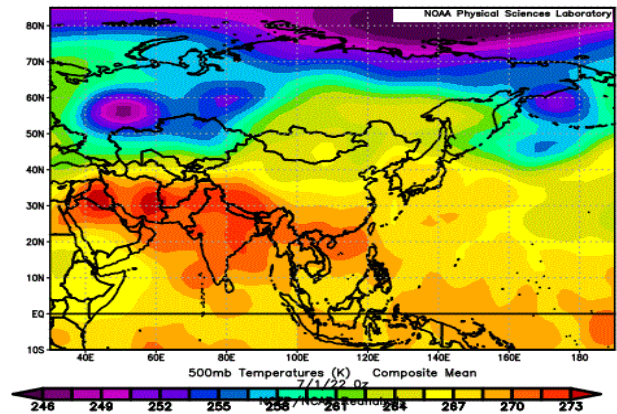 NOAA Physical Sciences Laboratory
80N
70N
60N
50N
40N
30N
20N
10N
EQ
10S
40E 60E 80E 100E 120E 140E 160E 180
500mb Temperatures (K) Composite Mean
7/1/22 0z
246 249 252 255 258 261 264 267 270 273